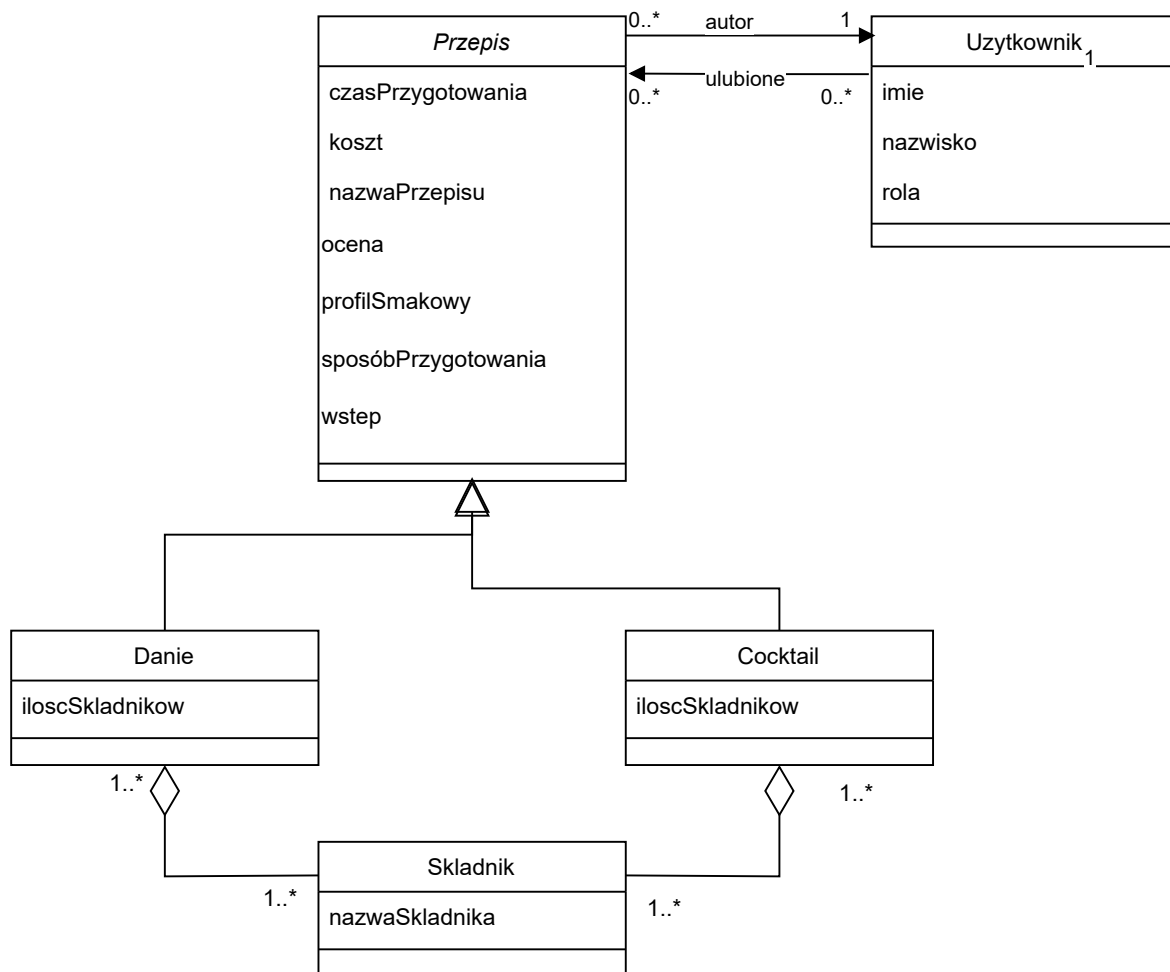 Przepis
czasPrzygotowania
koszt
nazwaPrzepisu
ocena
profilSmakowy
sposóbPrzygotowania
wstep
0..* autor 1
ulubione
0..* 0..*
Uzytkownik
1
imie
nazwisko
rola
Danie
iloscSkladnikow
Cocktail
iloscSkladnikow
1..*
1..*
Skladnik
nazwaSkladnika
1..*
1..*